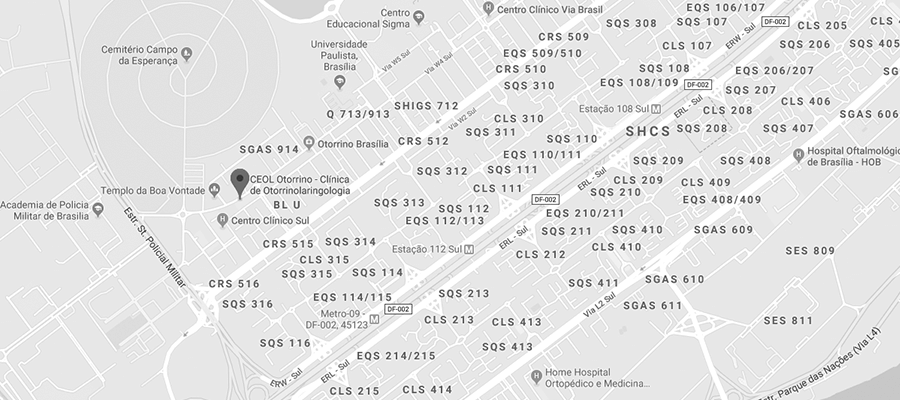 Centro
Educacional Sigma
Centro Clínico Via Brasil
EQS 106/107
SQS 308
SQS 107
DF-002
CLS 205
CLS 4
CRS 509
CLS 107
ERW - Sul
SQS 206
SQS 405
Universidade
Paulista,
Brasília
Via W5 Sul
Via W4 Sul
EQS 509/510
CRS 510
SQS 310
SQS 108
EQS 108/109
DF-002
EQS 206/207
SQS 207
SG
Cemitério Campo
da Esperança
Q 713/913
SHIGS 712
Via W2 Sul
CLS 310
SQS 311
Estação 108 Sul
ERL - Sul
CLS 208
CLS 406
SGAS 606
SHCS
SQS 208
SQS 407
SGAS 914
Otorrino Brasília
CRS 512
SQS 110
EQS 110/111
SQS 111
SQS 209
SQS 408
Hospital Oftalmológic
de Brasília - HOB
CEOL Otorrino - Clínica
de Otorrinolaringologia
Templo da Boa Vontade
BL U
SQS 312
CLS 111
ERL - Sul
SQS 210
CLS 209
CLS 409
EQS 408/409
DF-002
Academia de Policia
Militar de Brasilia
Centro Clínico Sul
SQS 313
SQS 112
EQS 112/113
EQS 210/211
SQS 211
SQS 410
SGAS 609
Estr. St. Policial Militar
CRS 515
SQS 314
Estação 112 Sul
ERL - Sul
CLS 212
CLS 410
SES 809
CLS 315
SQS 315
SQS 114
CRS 516
SQS 316
EQS 114/115
DF-002
SQS 213
SQS 411
SGAS 610
Via L2 Sul
SGAS 611
Metro-09 -
DF-002, 45123
CLS 213
CLS 413
SES 811
SQS 116
EQS 214/215
SQS 413
ERW - Sul
ERL - Sul
CLS 215
CLS 414
Home Hospital
Ortopédico e Medicina...
Estr. Parque das Nações (Via L4)